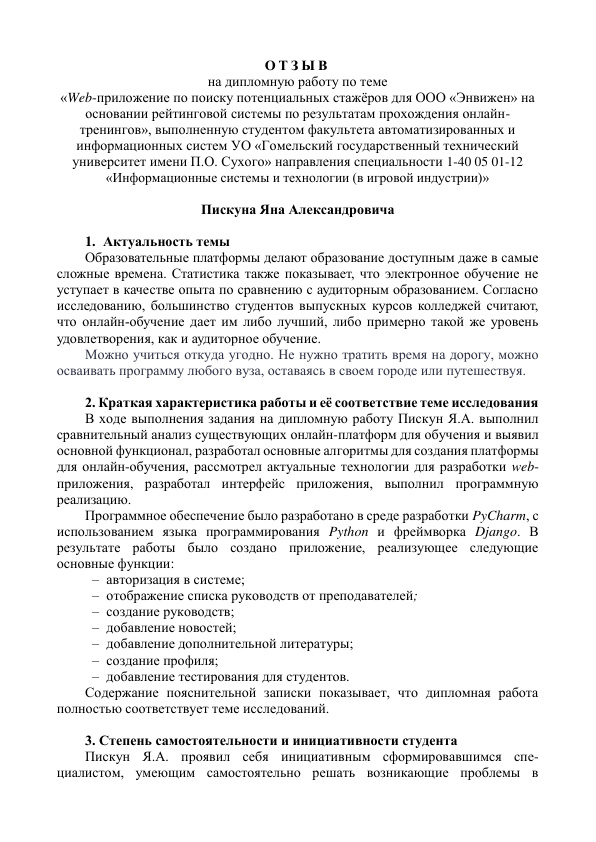 О Т З Ы В
на дипломную работу по теме
«Web-приложение по поиску потенциальных стажёров для ООО «Энвижен» на
основании рейтинговой системы по результатам прохождения онлайн-
тренингов», выполненную студентом факультета автоматизированных и
информационных систем УО «Гомельский государственный технический
университет имени П.О. Сухого» направления специальности 1-40 05 01-12
«Информационные системы и технологии (в игровой индустрии)»
Пискуна Яна Александровича
1. Актуальность темы
Образовательные платформы делают образование доступным даже в самые
сложные времена. Статистика также показывает, что электронное обучение не
уступает в качестве опыта по сравнению с аудиторным образованием. Согласно
исследованию, большинство студентов выпускных курсов колледжей считают,
что онлайн-обучение дает им либо лучший, либо примерно такой же уровень
удовлетворения, как и аудиторное обучение.
Можно учиться откуда угодно. Не нужно тратить время на дорогу, можно
осваивать программу любого вуза, оставаясь в своем городе или путешествуя.
2. Краткая характеристика работы и её соответствие теме исследования
В ходе выполнения задания на дипломную работу Пискун Я.А. выполнил
сравнительный анализ существующих онлайн-платформ для обучения и выявил
основной функционал, разработал основные алгоритмы для создания платформы
для онлайн-обучения, рассмотрел актуальные технологии для разработки web-
приложения, разработал интерфейс приложения, выполнил программную
реализацию.
Программное обеспечение было разработано в среде разработки PyCharm, с
использованием языка программирования Python и фреймворка Django. В
результате работы было создано приложение, реализующее следующие
основные функции:
– авторизация в системе;
– отображение списка руководств от преподавателей;
– создание руководств;
– добавление новостей;
– добавление дополнительной литературы;
– создание профиля;
– добавление тестирования для студентов.
Содержание пояснительной записки показывает, что дипломная работа
полностью соответствует теме исследований.
3. Степень самостоятельности и инициативности студента
Пискун Я.А. проявил себя инициативным сформировавшимся спе-
циалистом, умеющим самостоятельно решать возникающие проблемы в